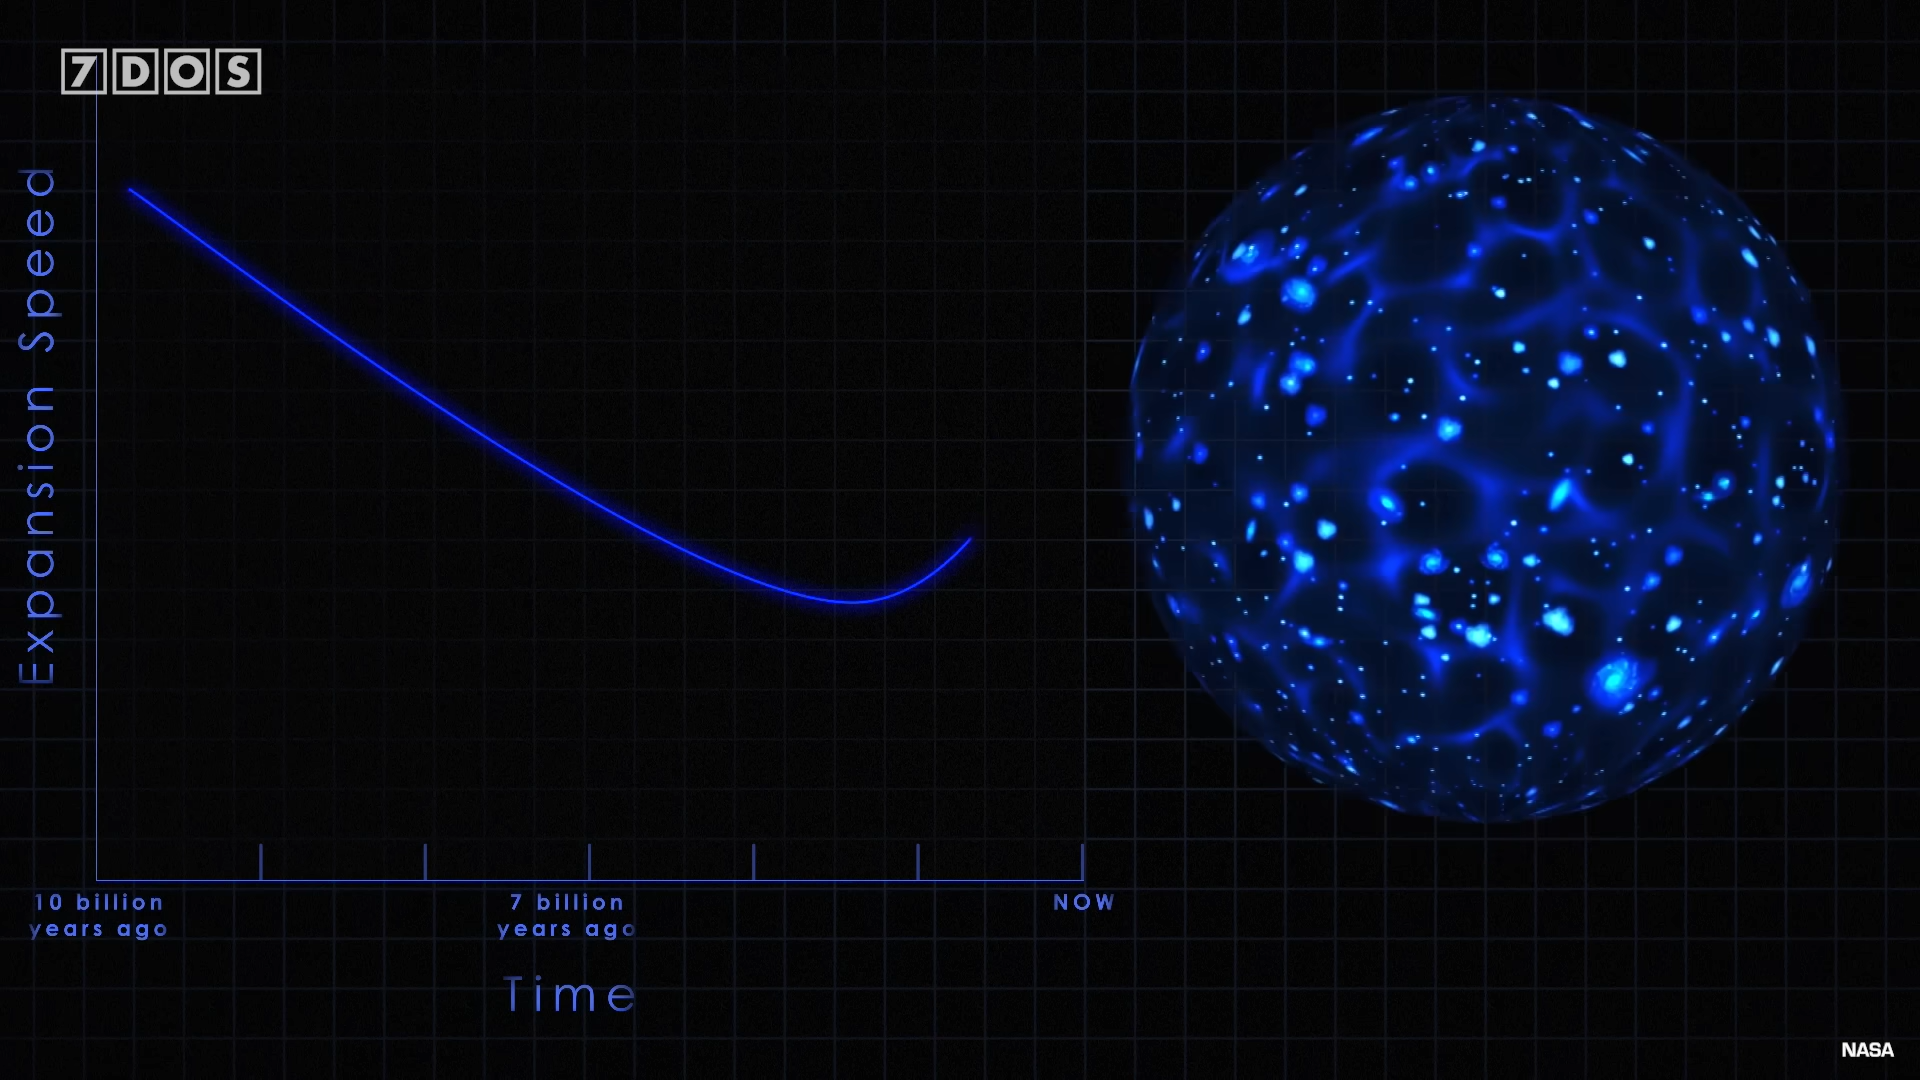 7DOS
Expansion Speed
10 billion
years ago
7 billion
years ago
NOW
Time
NASA